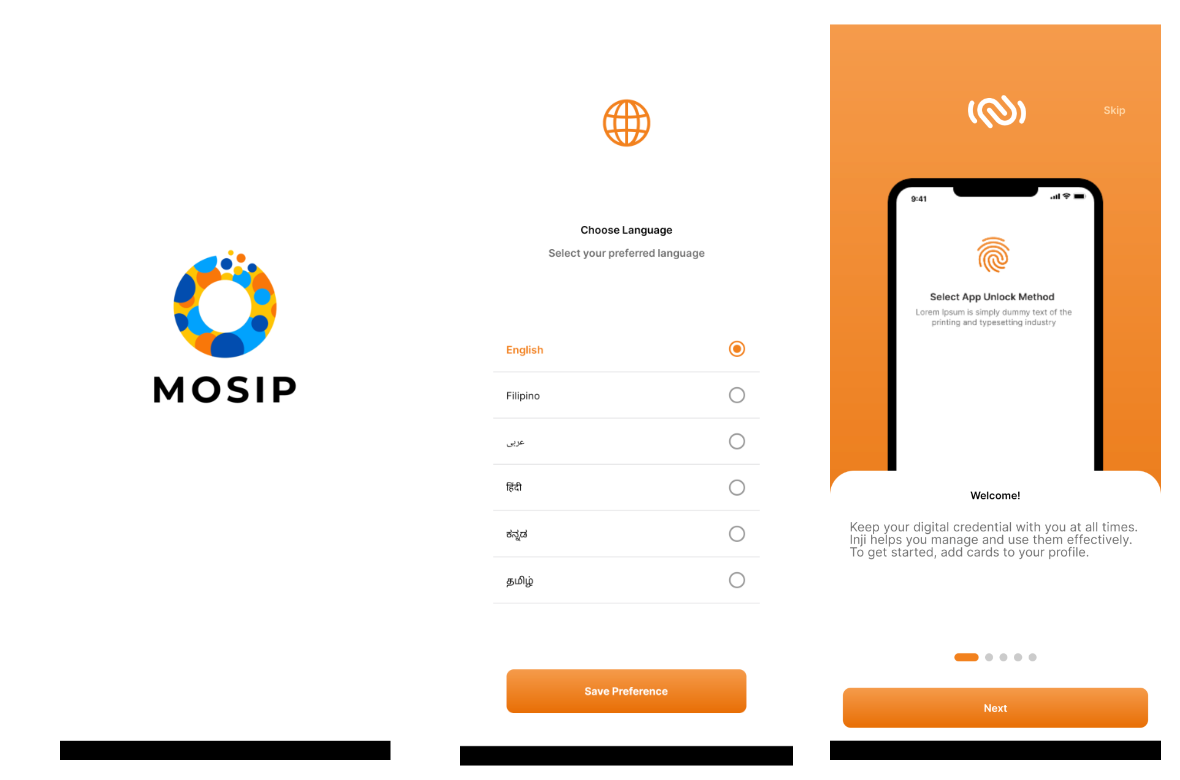 MOSIP
Choose Language
Select your preferred language
English
Filipino
عربى
हिंदी
ಕನ್ನಡ
தமிழ்
Save Preference
Skip
9:41
Select App Unlock Method
Lorem Ipsum is simply dummy text of the
printing and typesetting industry
Welcome!
Keep your digital credential with you at all times.
Inji helps you manage and use them effectively.
To get started, add cards to your profile.
Next